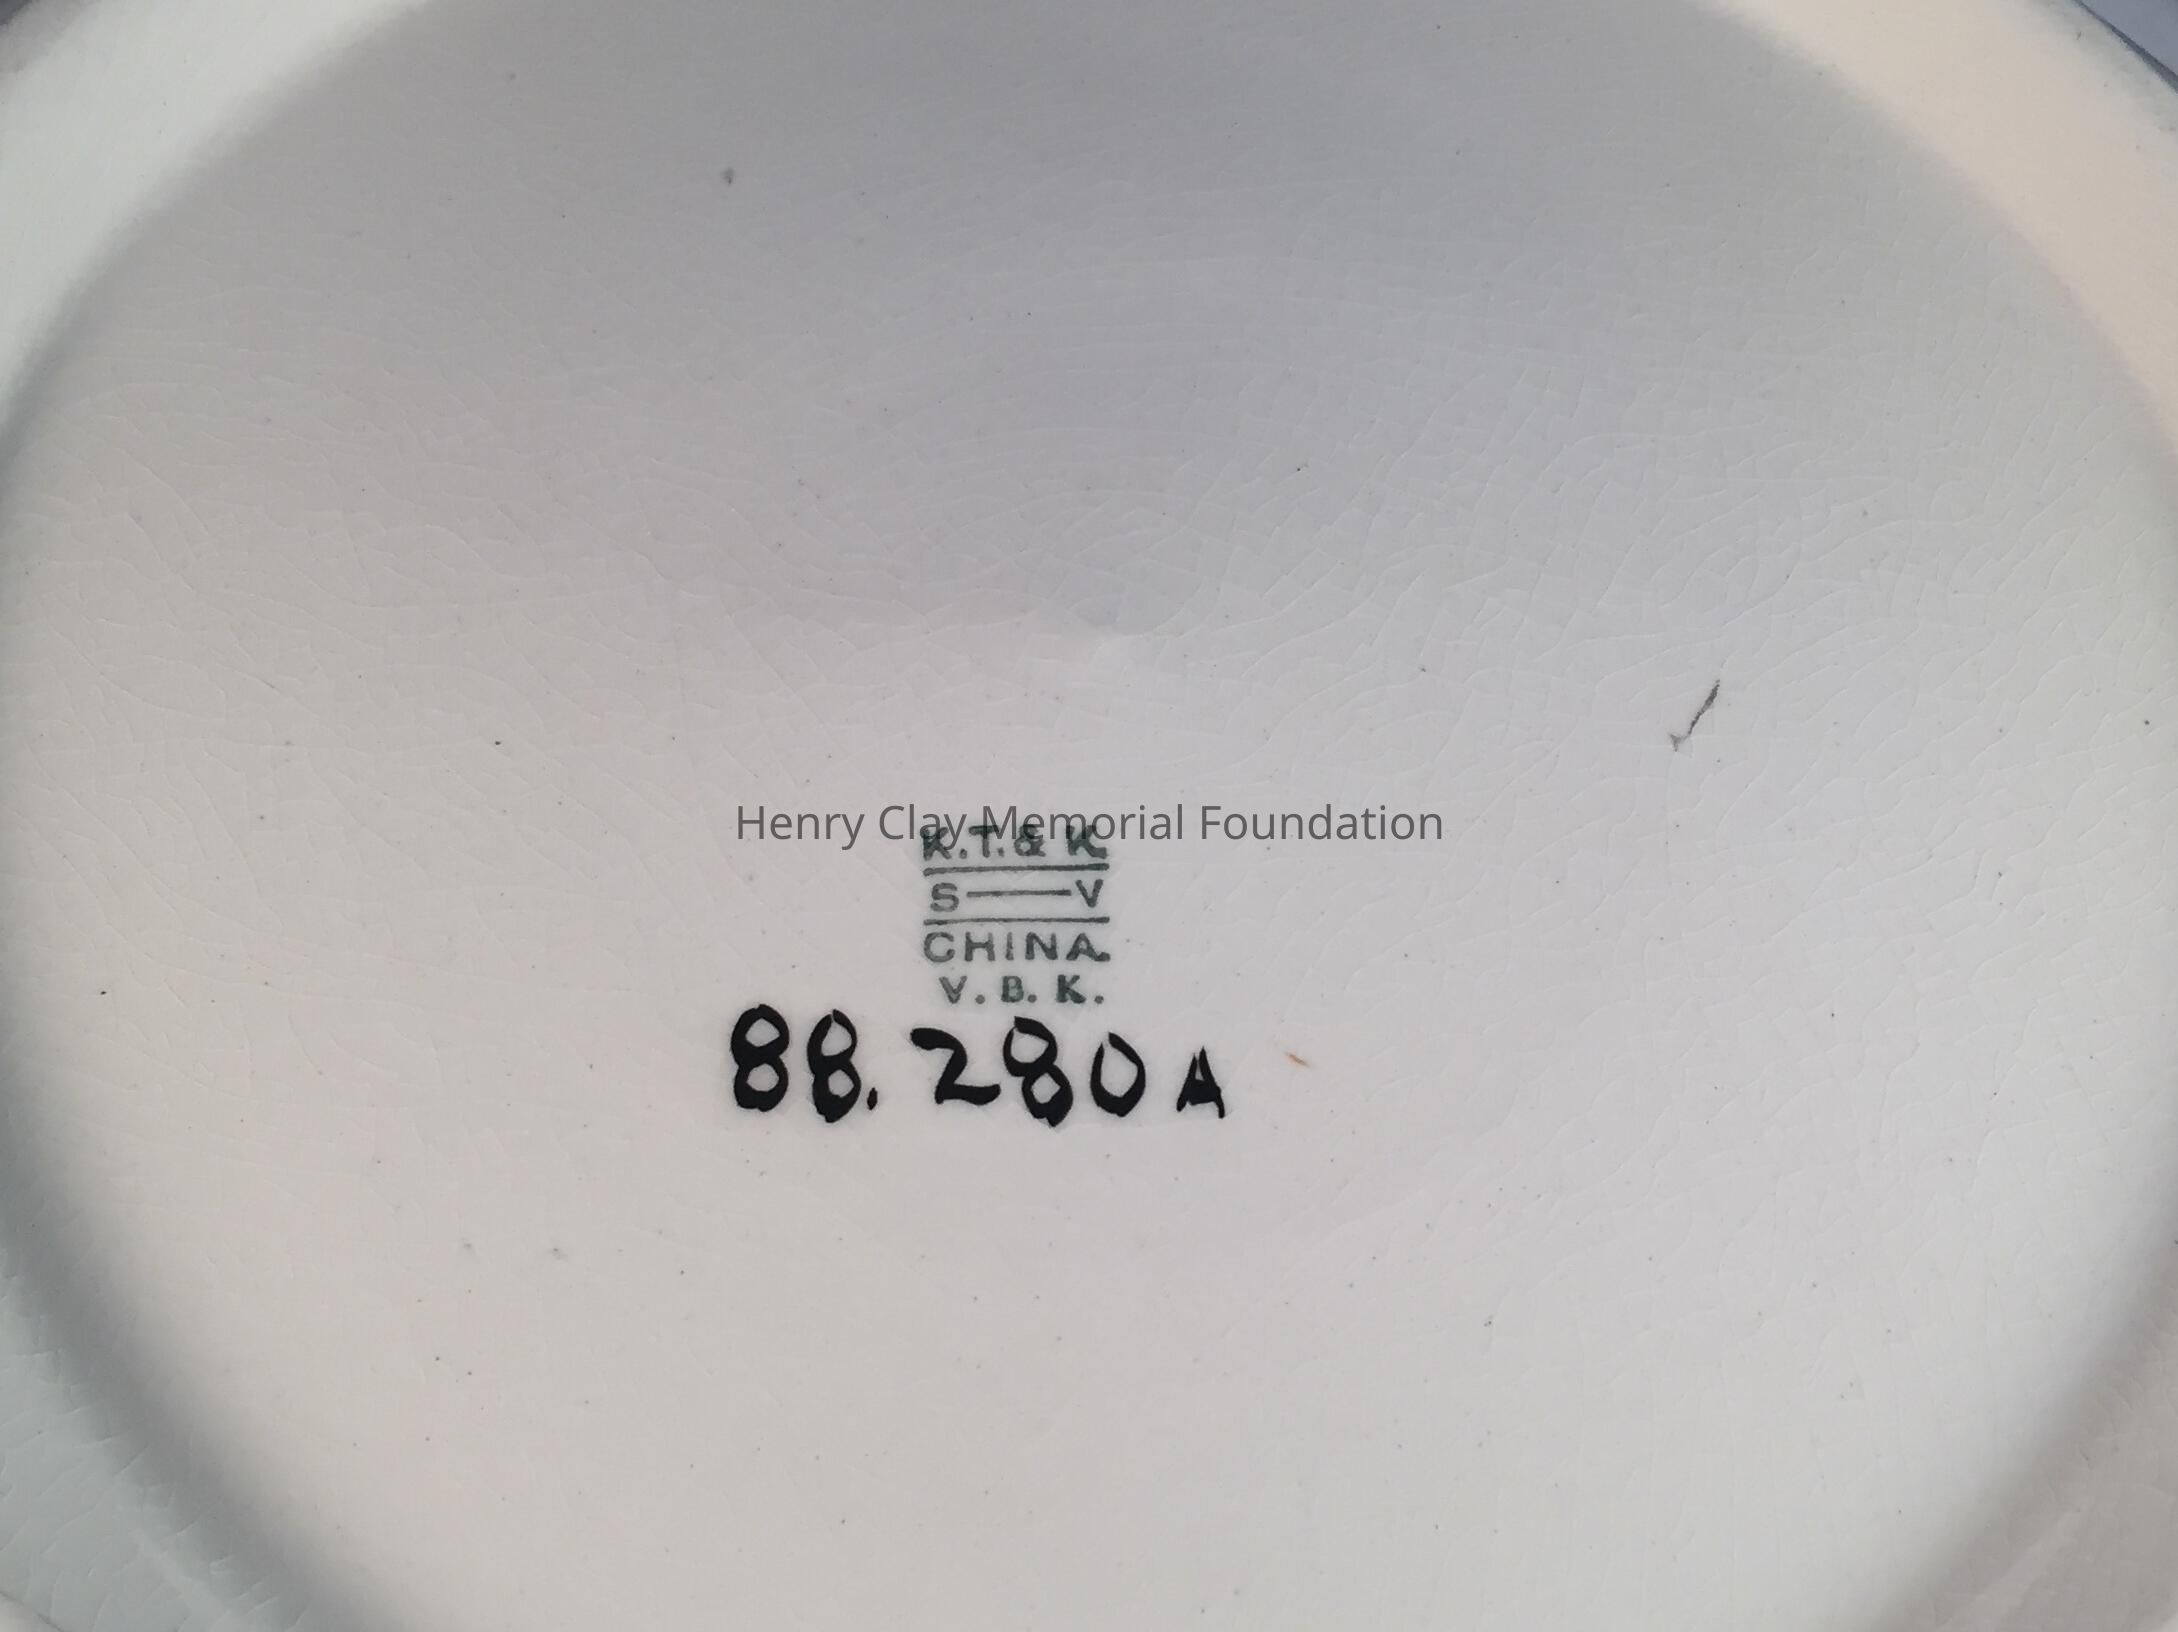 Henry Clay Memorial Foundation
K.T.& K.
S — V
CHINA.
V. B. K.
88.280A